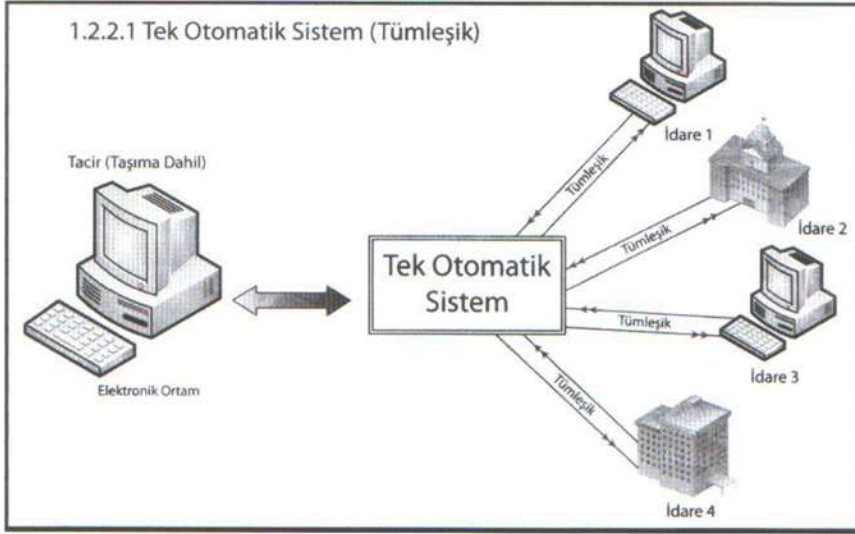 1.2.2.1 Tek Otomatik Sistem (Tümleşik)
Tacir (Taşıma Dahil)
Elektronik Ortam
Tek Otomatik
Sistem
Tümleşik
İdare 1
Tümleşik
İdare 2
Tümleşik
İdare 3
Tümleşik
İdare 4